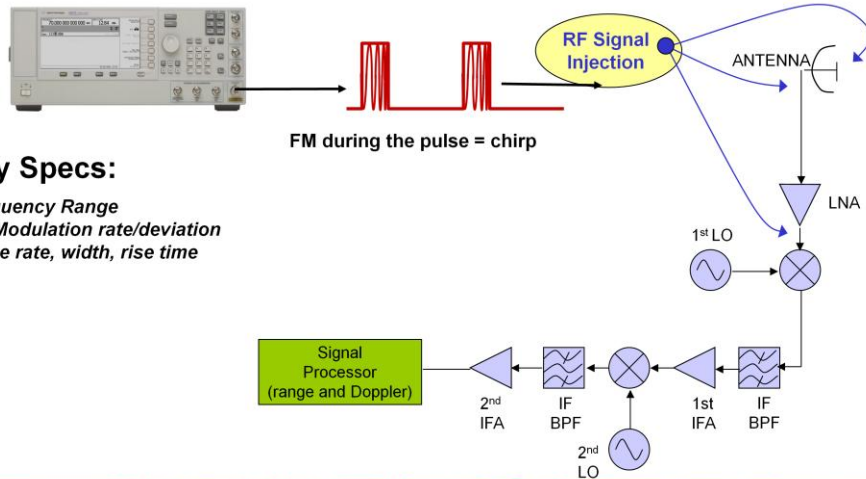 RF Signal
Injection
ANTENNA
FM during the pulse = chirp
y Specs:
quency Range
Modulation rate/deviation
e rate, width, rise time
LNA
1st LO
Signal
Processor
(range and Doppler)
2nd
IFA
IF
BPF
2nd
LO
1st
IFA
IF
BPF